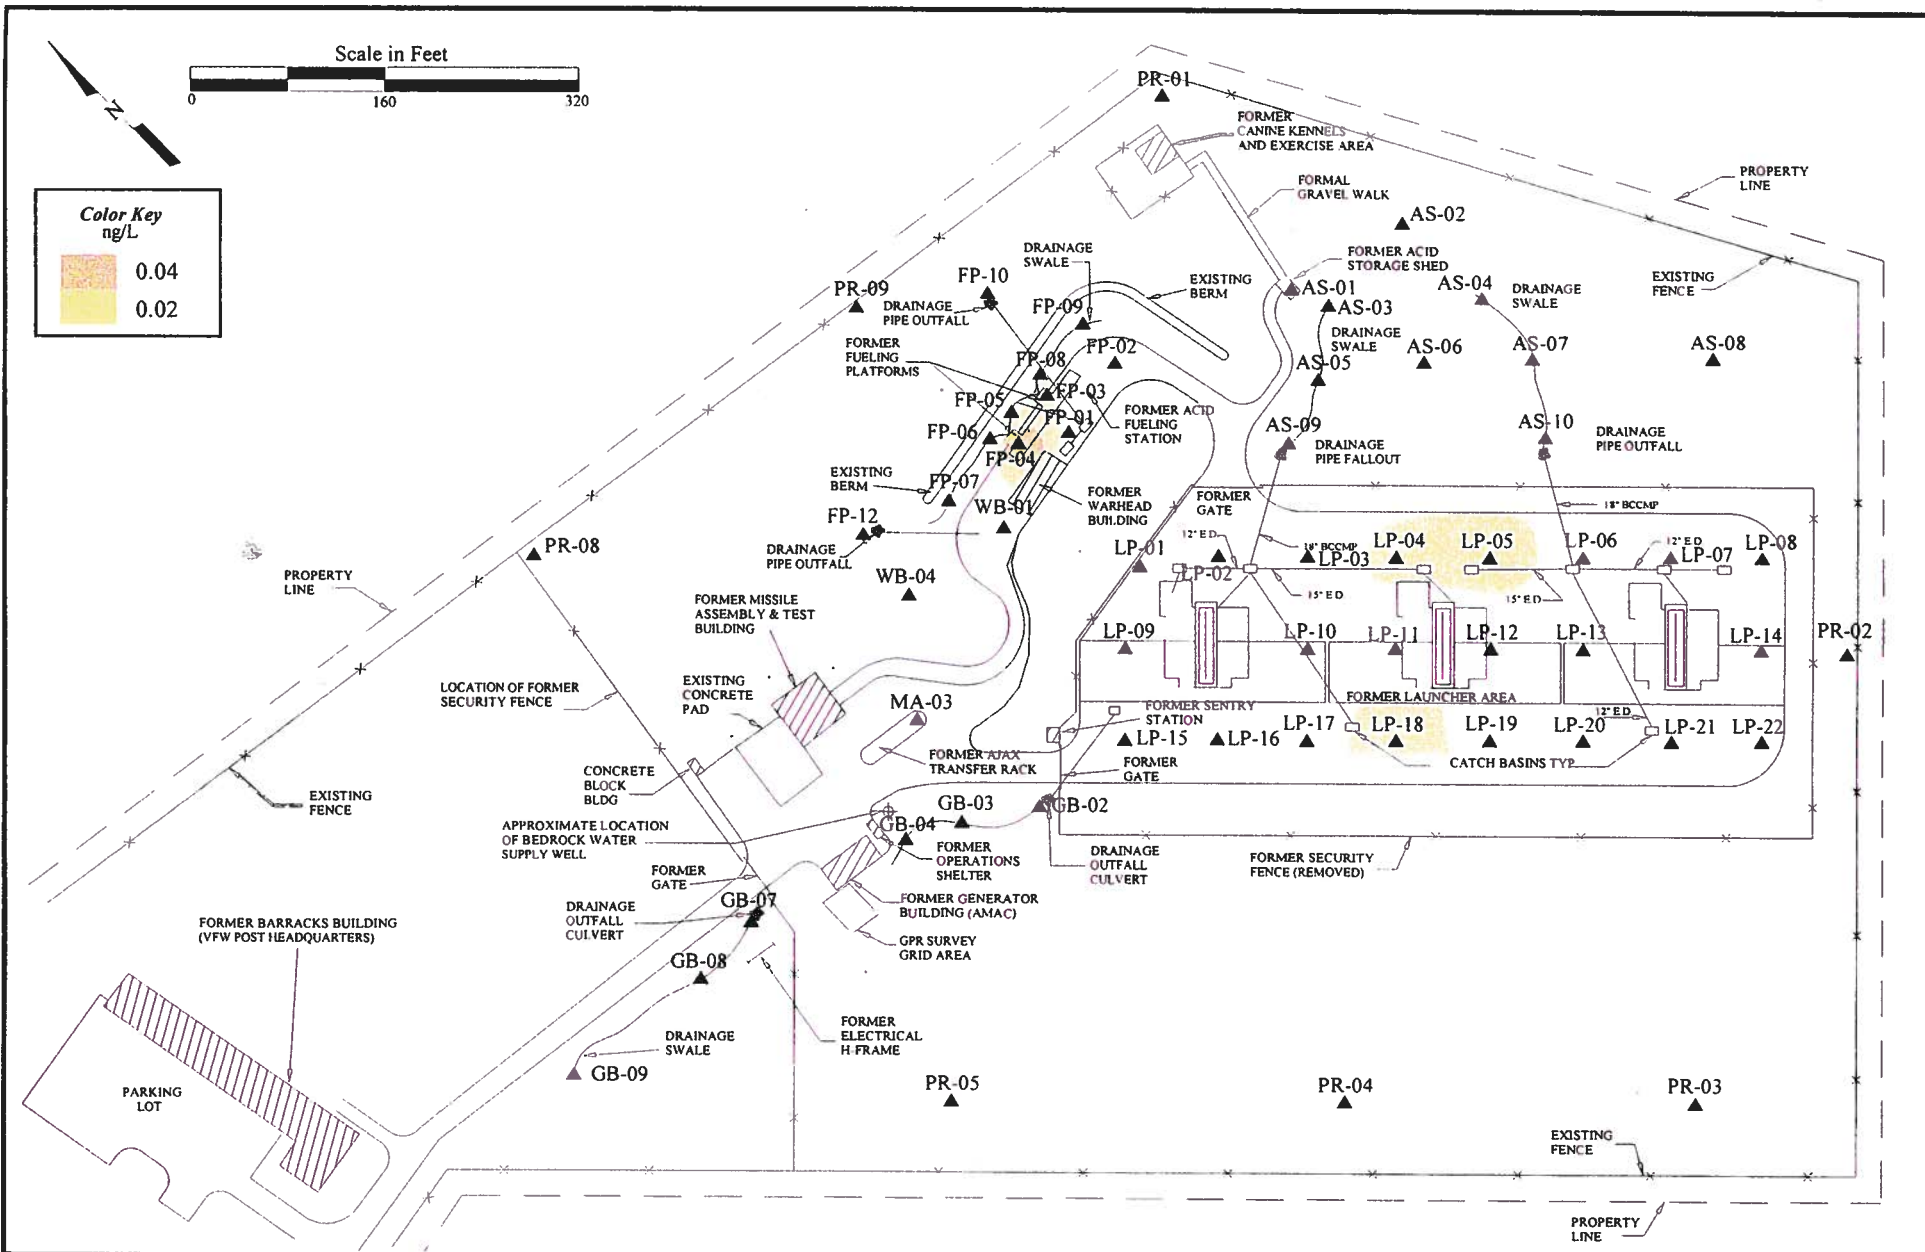 Scale in Feet
0 160 320
N
Color Key
ng/L
0.04
0.02
PR-01
FORMER
CANINE KENNELS
AND EXERCISE AREA
PROPERTY
LINE
FORMAL
GRAVEL WALK
AS-02
DRAINAGE
SWALE
FORMER ACID
STORAGE SHED
EXISTING
FENCE
FP-10
EXISTING
BERM
AS-01
AS-04
DRAINAGE
SWALE
PR-09
DRAINAGE
PIPE OUTFALL
FP-09
AS-03
FORMER
FUELING
PLATFORMS
DRAINAGE
SWALE
FP-08
FP-02
AS-05
AS-06
AS-07
AS-08
FP-05
FP-03
FORMER ACID
FUELING
STATION
FP-06
FP-01
FP-04
AS-09
DRAINAGE
PIPE FALLOUT
AS-10
DRAINAGE
PIPE OUTFALL
EXISTING
BERM
FP-07
FORMER
WARHEAD
BUILDING
FORMER
GATE
18" BCCMP
WB-01
FP-12
DRAINAGE
PIPE OUTFALL
PR-08
PROPERTY
LINE
LP-01
12" ED
18" BCCMP
LP-02
LP-03
LP-04
LP-05
LP-06
12" ED
LP-07
LP-08
15" ED
15" ED
WB-04
FORMER MISSILE
ASSEMBLY & TEST
BUILDING
LP-09
LP-10
LP-11
LP-12
LP-13
LP-14
PR-02
LOCATION OF FORMER
SECURITY FENCE
EXISTING
CONCRETE
PAD
MA-03
FORMER LAUNCHER AREA
FORMER SENTRY
STATION
12" ED
LP-15
LP-16
LP-17
LP-18
LP-19
LP-20
LP-21
LP-22
FORMER AJAX
TRANSFER RACK
FORMER
GATE
CATCH BASINS TYP
CONCRETE
BLOCK
BLDG
EXISTING
FENCE
GB-03
GB-02
GB-04
APPROXIMATE LOCATION
OF BEDROCK WATER
SUPPLY WELL
FORMER
OPERATIONS
SHELTER
DRAINAGE
OUTFALL
CULVERT
FORMER SECURITY
FENCE (REMOVED)
FORMER
GATE
GB-07
DRAINAGE
OUTFALL
CULVERT
FORMER GENERATOR
BUILDING (AMAC)
GPR SURVEY
GRID AREA
FORMER BARRACKS BUILDING
(VFW POST HEADQUARTERS)
GB-08
FORMER
ELECTRICAL
H-FRAME
DRAINAGE
SWALE
GB-09
PARKING
LOT
PR-05
PR-04
PR-03
EXISTING
FENCE
PROPERTY
LINE